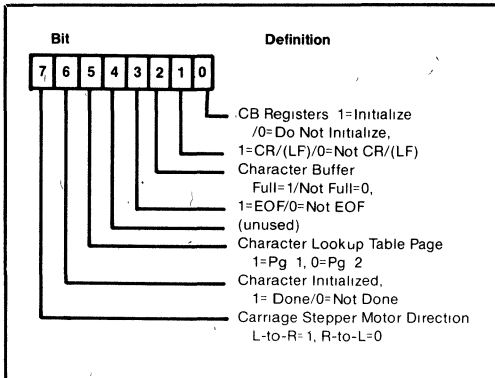 Bit Definition
7 6 5 4 3 2 1 0
CB Registers 1=Initialize
/0=Do Not Initialize,
1=CR/(LF)/0=Not CR/(LF)
Character Buffer
Full=1/Not Full=0,
1=EOF/0=Not EOF
(unused)
Character Lookup Table Page
1=Pg 1, 0=Pg 2
Character Initialized,
1= Done/0=Not Done
Carriage Stepper Motor Direction
L-to-R=1, R-to-L=0